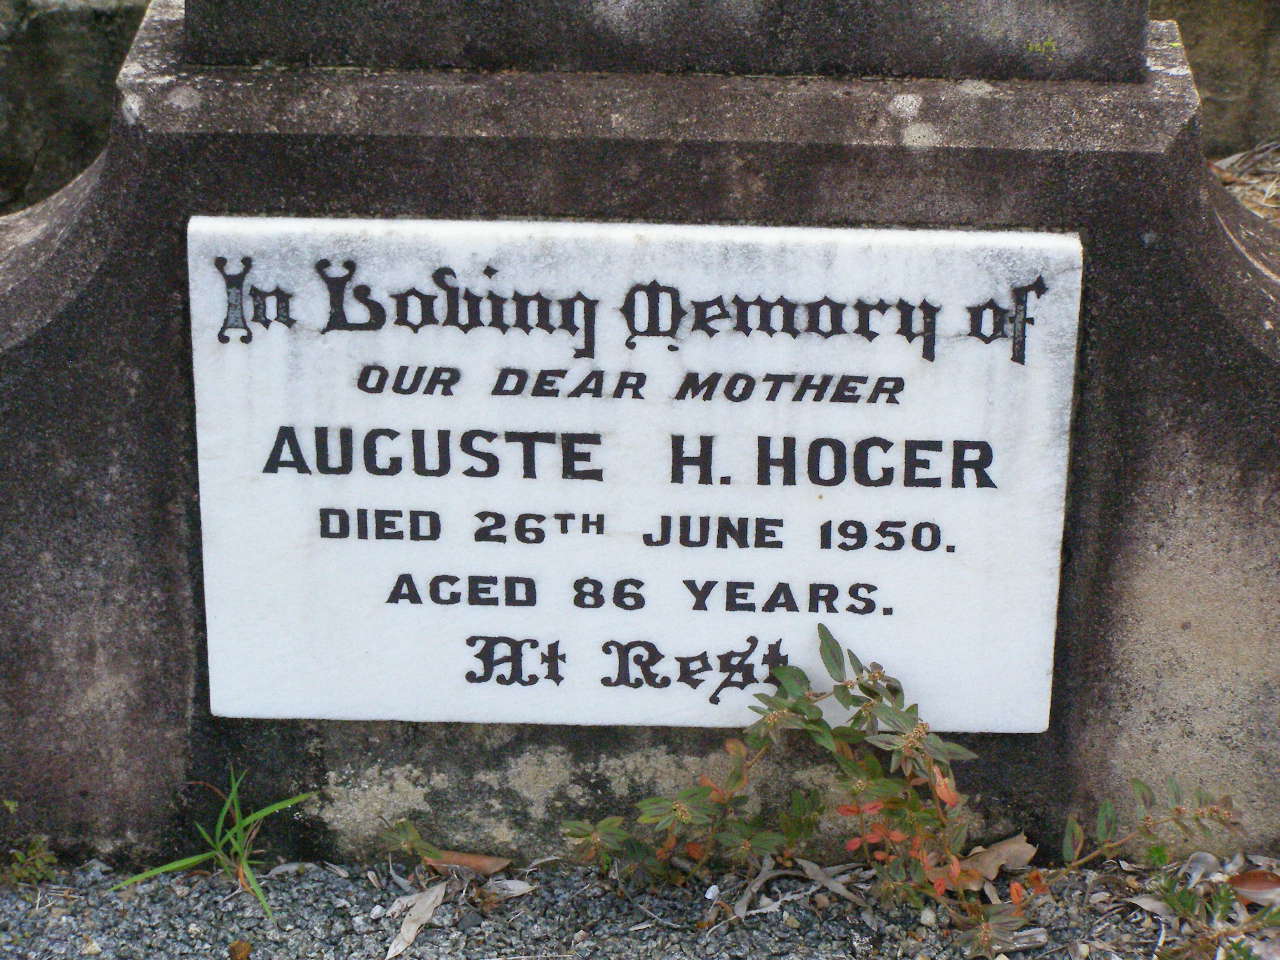 In Loving Memory of
OUR DEAR MOTHER
AUGUSTE H. HOGER
DIED 26TH JUNE 1950.
AGED 86 YEARS.
At Rest